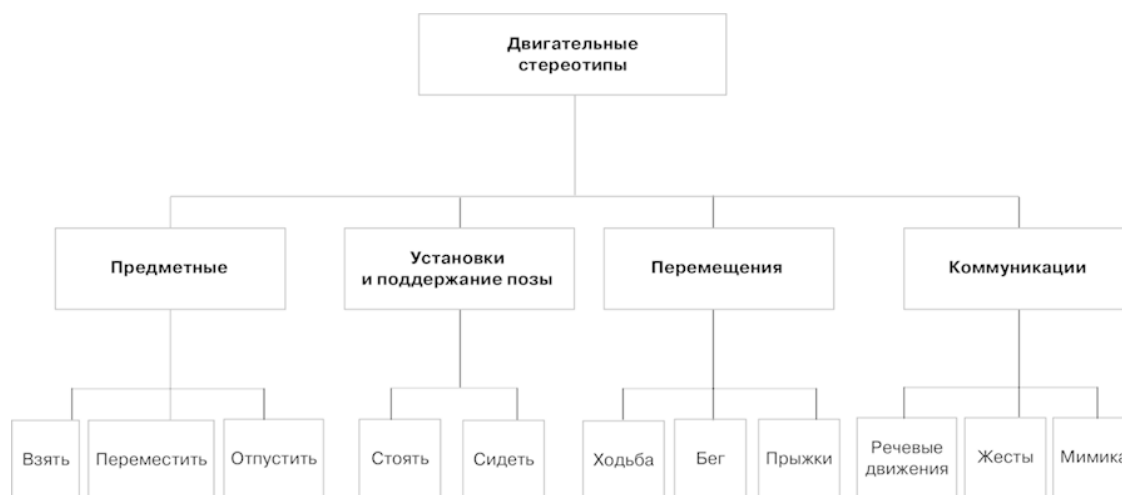 Двигательные
стереотипы
Предметные
Установки
и поддержание позы
Перемещения
Коммуникации
Взять
Переместить
Отпустить
Стоять
Сидеть
Ходьба
Бег
Прыжки
Речевые
движения
Жесты
Мимика